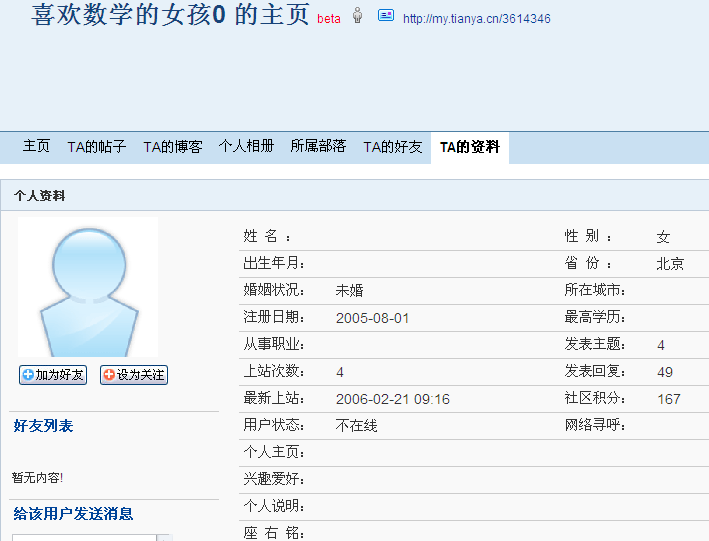 喜欢数学的女孩0 的主页 beta http://my.tianya.cn/3614346
主页 TA的帖子 TA的博客 个人相册 所属部落 TA的好友 TA的资料
个人资料
姓 名 ： 性 别 ： 女
出生年月： 省 份 ： 北京
婚姻状况： 未婚 所在城市：
注册日期： 2005-08-01 最高学历：
从事职业： 发表主题： 4
上站次数： 4 发表回复： 49
最新上站： 2006-02-21 09:16 社区积分： 167
用户状态： 不在线 网络寻呼：
个人主页：
兴趣爱好：
个人说明：
座 右 铭：
加为好友 设为关注
好友列表
暂无内容!
给该用户发送消息